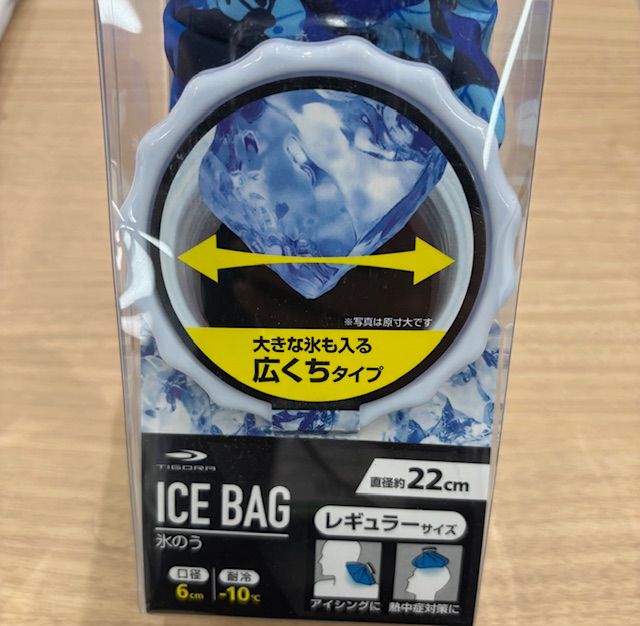 ※写真は原寸大です
大きな氷も入る
広くちタイプ
TIGORA
直径約22cm
ICE BAG
氷のう
レギュラーサイズ
口径
6cm
耐冷
-10℃
アイシングに
熱中症対策に